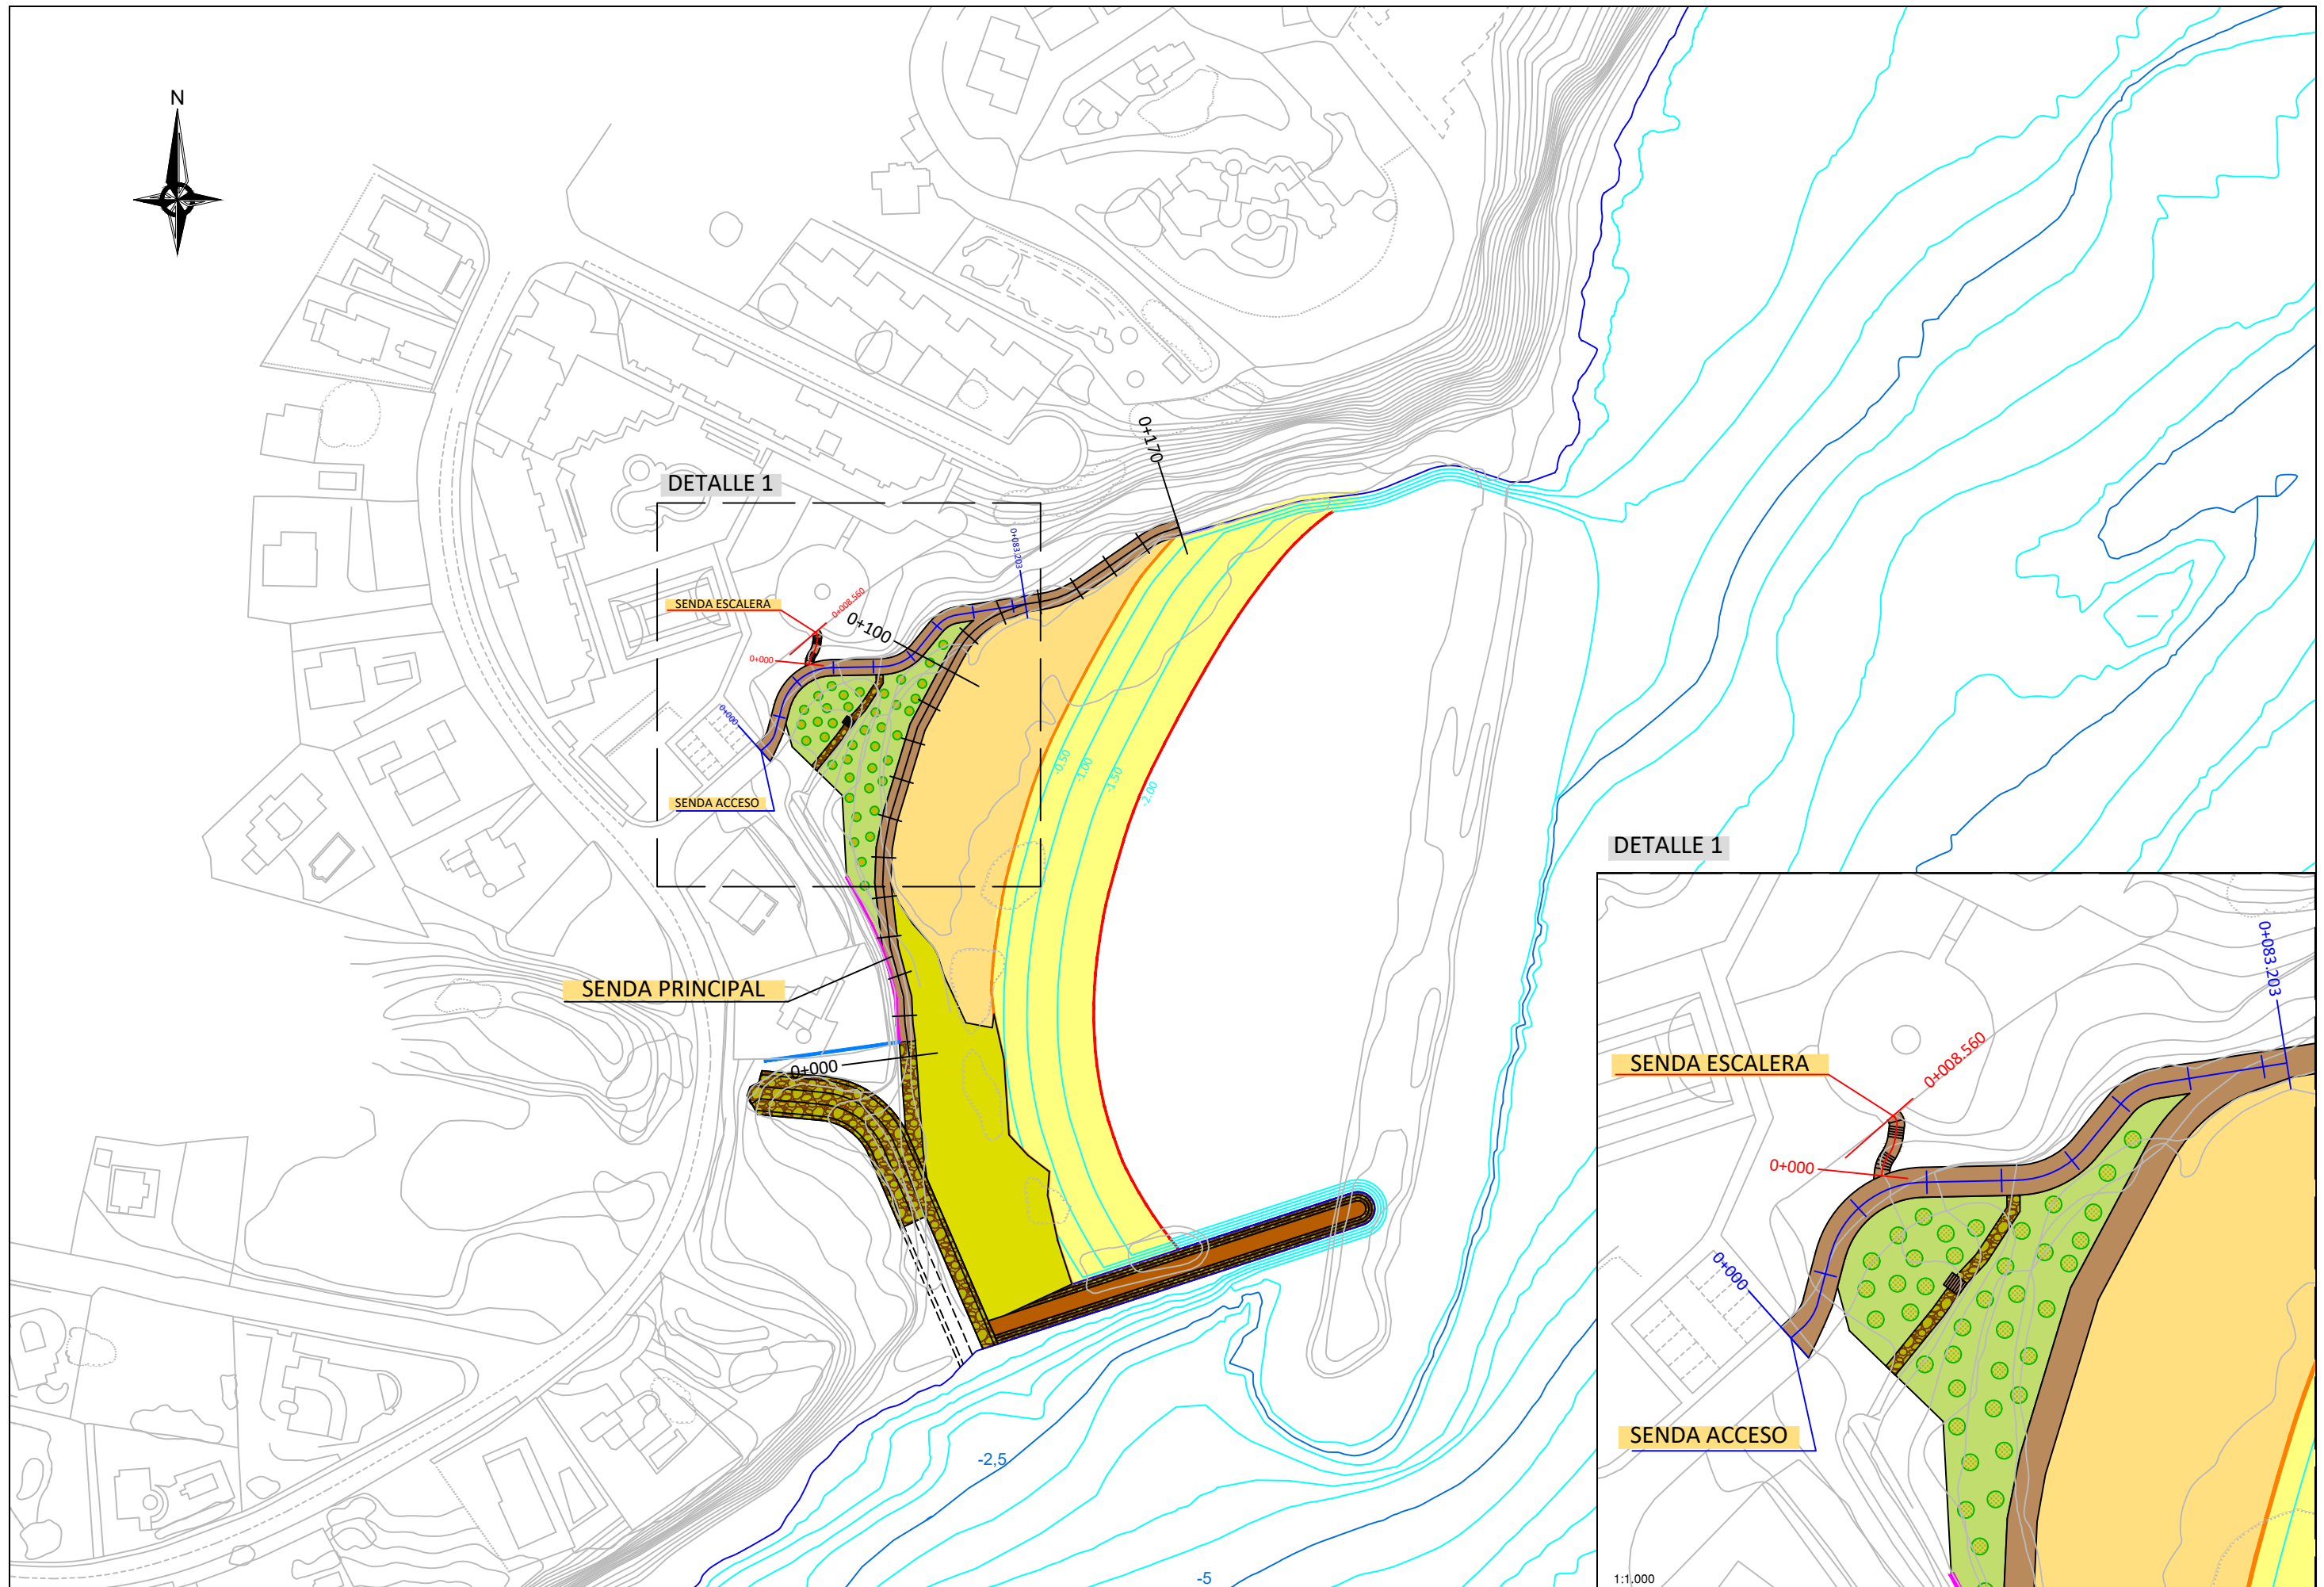 N
DETALLE 1
0+170
0+083.203
SENDA ESCALERA
0+008.560
0+100
0+000
0+000
SENDA ACCESO
-0.50
-1.00
-1.50
-2.00
SENDA PRINCIPAL
0+000
-2,5
-5
DETALLE 1
0+083.203
SENDA ESCALERA
0+008.560
0+000
0+000
SENDA ACCESO
1:1.000